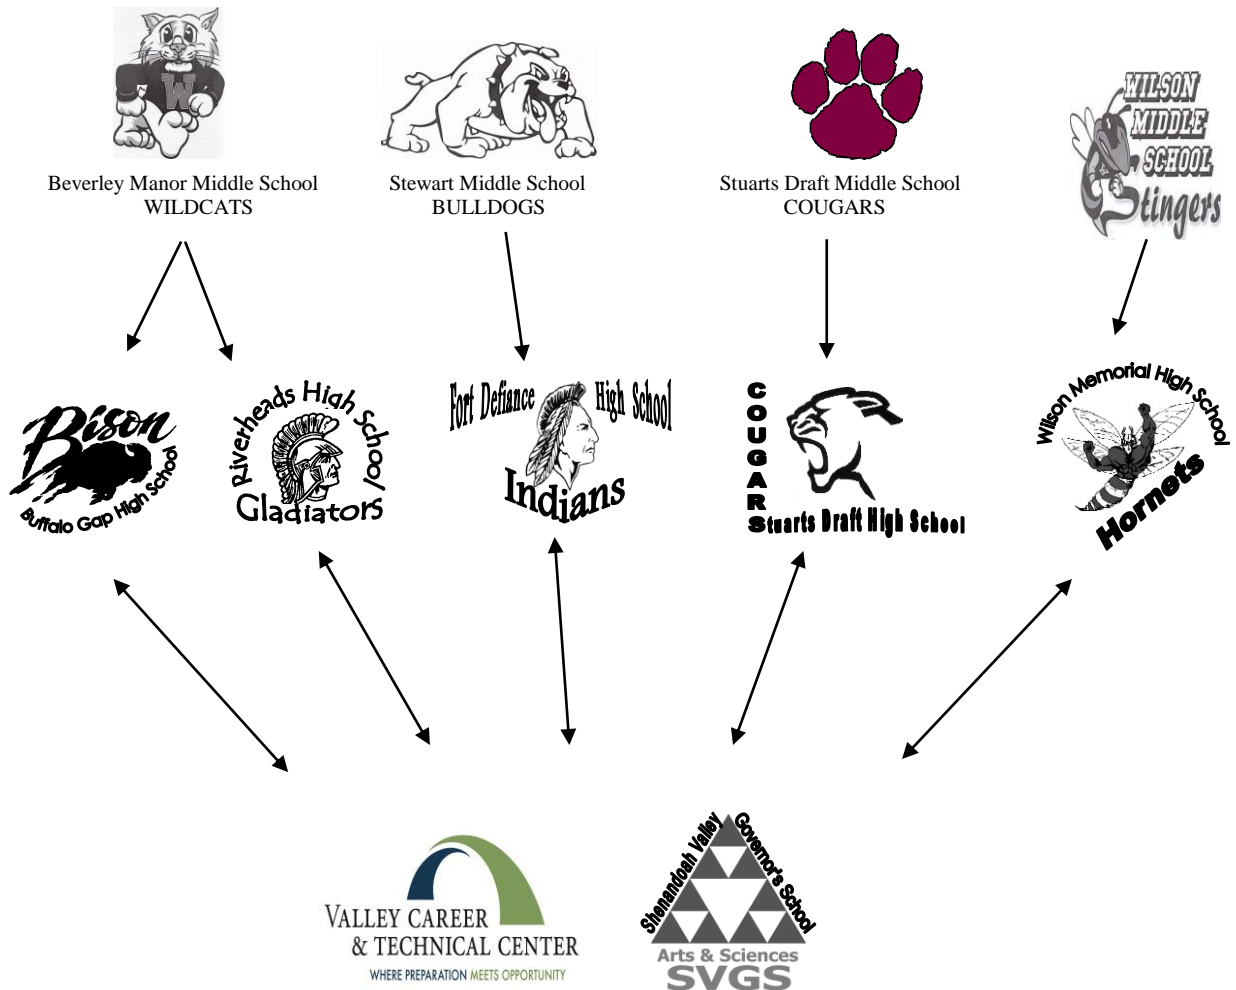 W
Beverley Manor Middle School
WILDCATS
Stewart Middle School
BULLDOGS
Stuarts Draft Middle School
COUGARS
WILSON
MIDDLE
SCHOOL
Stingers
Bison
Buffalo Gap High School
Riverheads High School
Gladiators
Fort Defiance High School
Indians
COUGARS
Stuarts Draft High School
Wilson Memorial High School
Hornets
VALLEY CAREER
& TECHNICAL CENTER
WHERE PREPARATION MEETS OPPORTUNITY
Shenandoah Valley
Governor's School
Arts & Sciences
SVGS